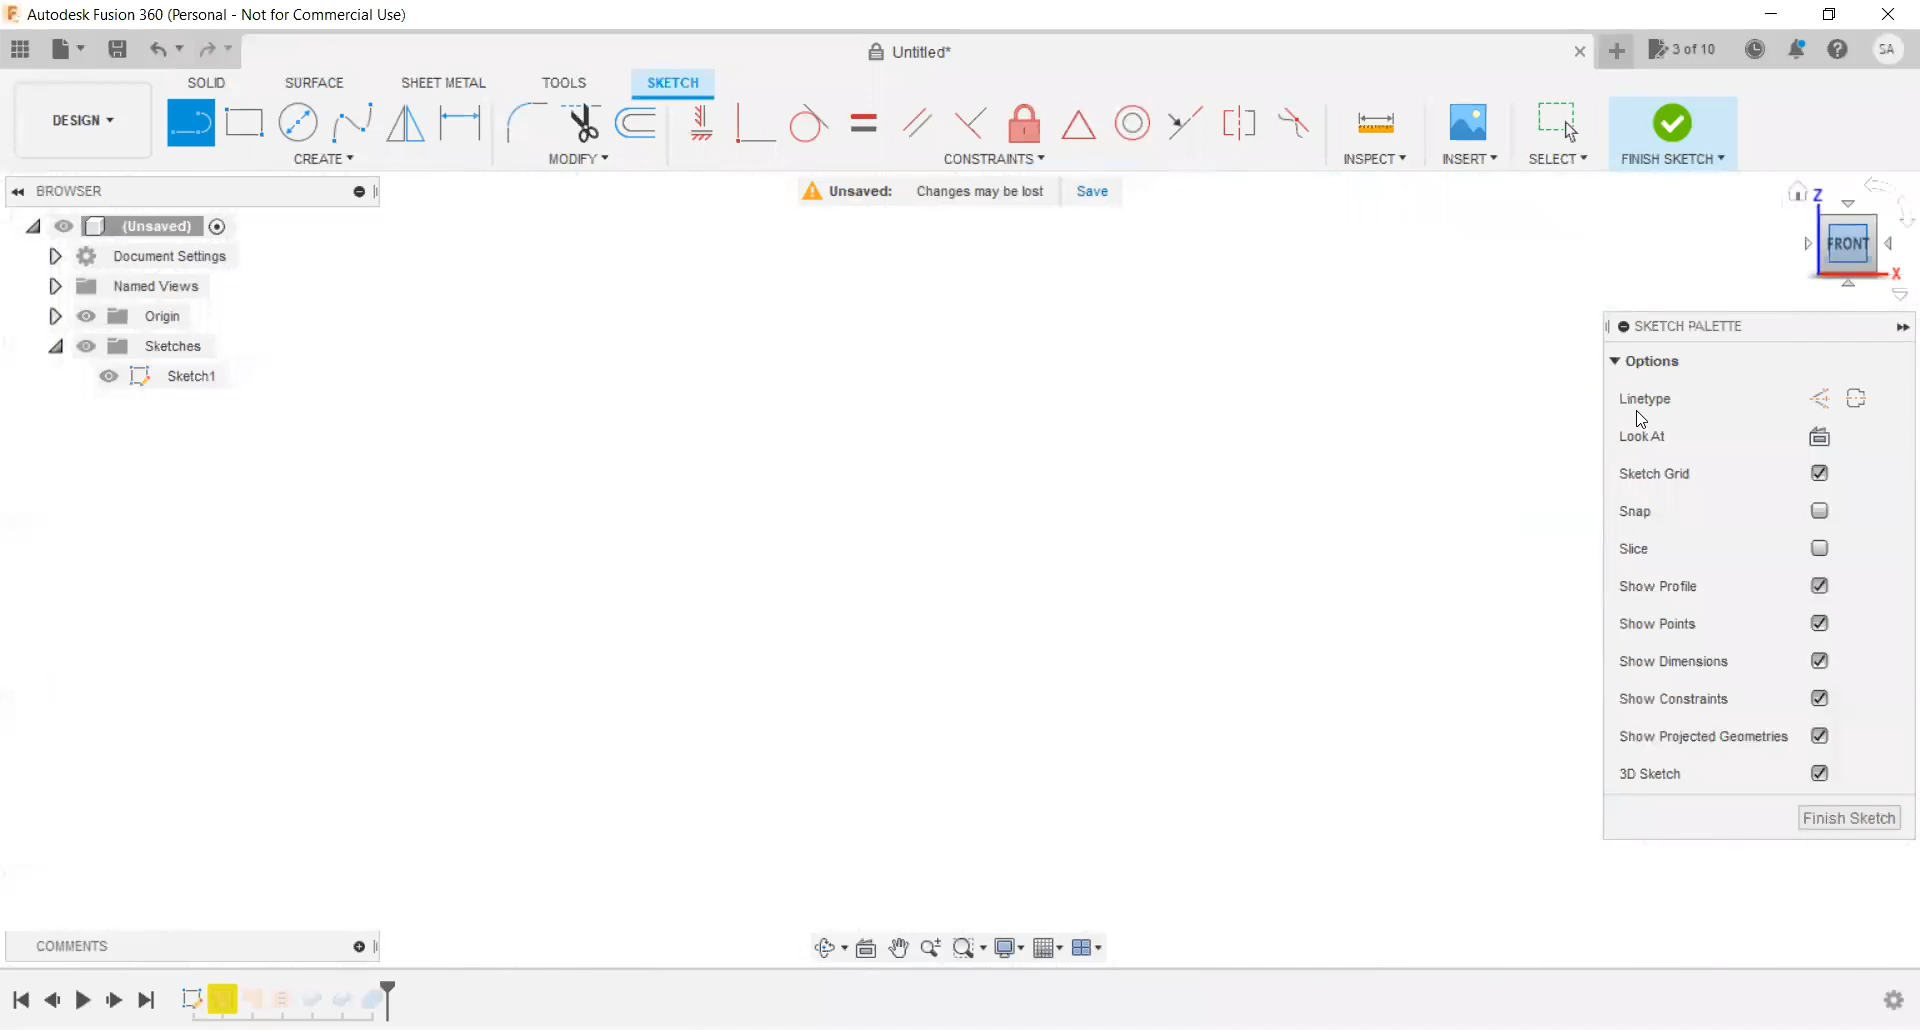 Autodesk Fusion 360 (Personal - Not for Commercial Use)
Untitled*
3 of 10
SA
SOLID
SURFACE
SHEET METAL
TOOLS
SKETCH
DESIGN
CREATE
MODIFY
CONSTRAINTS
INSPECT
INSERT
SELECT
FINISH SKETCH
BROWSER
Unsaved: Changes may be lost Save
(Unsaved)
Document Settings
Named Views
Origin
Sketches
Sketch1
Z
FRONT
X
SKETCH PALETTE
Options
Linetype
Look At
Sketch Grid
Snap
Slice
Show Profile
Show Points
Show Dimensions
Show Constraints
Show Projected Geometries
3D Sketch
Finish Sketch
COMMENTS